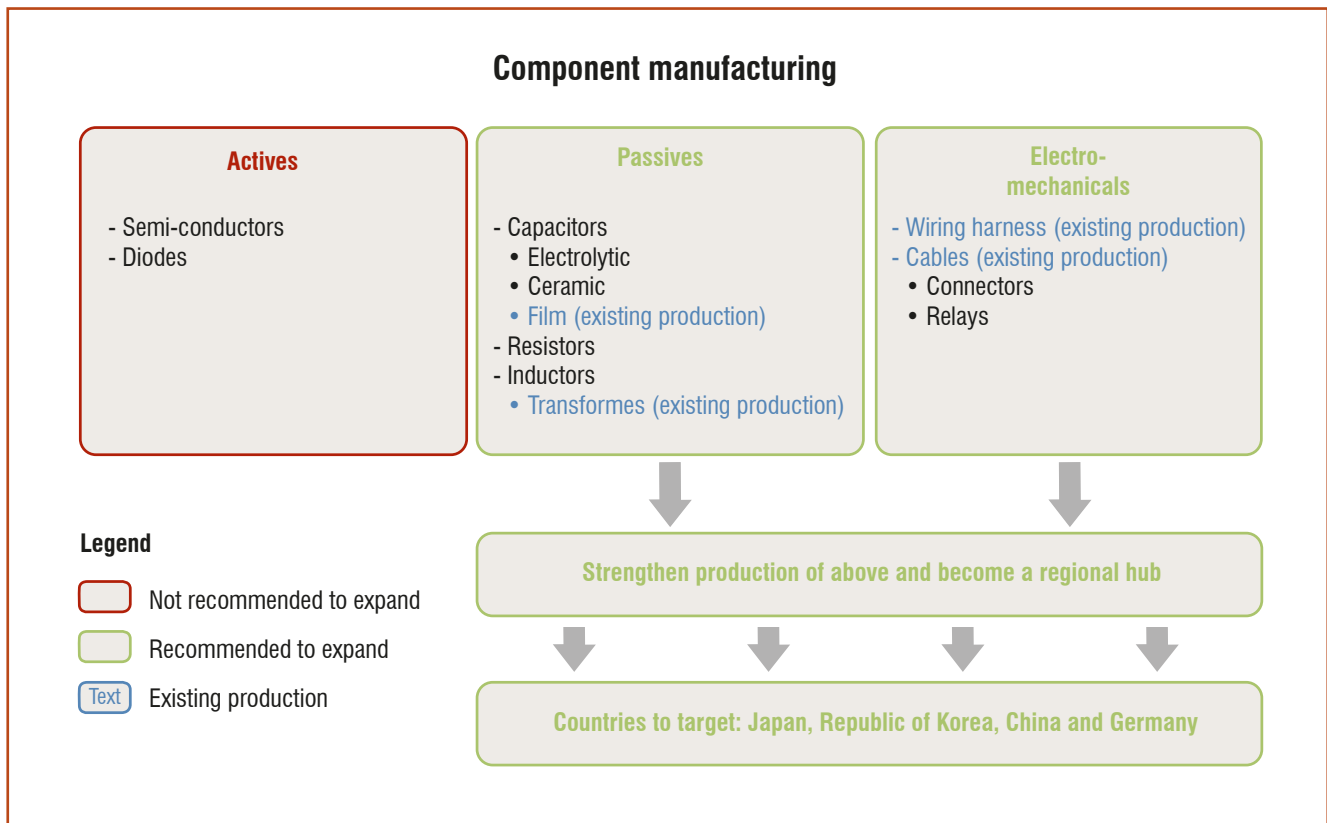 Component manufacturing
Actives
- Semi-conductors
- Diodes
Passives
- Capacitors
• Electrolytic
• Ceramic
• Film (existing production)
- Resistors
- Inductors
• Transformes (existing production)
Electro-
mechanicals
- Wiring harness (existing production)
- Cables (existing production)
• Connectors
• Relays
Strengthen production of above and become a regional hub
Countries to target: Japan, Republic of Korea, China and Germany
Legend
Not recommended to expand
Recommended to expand
Text Existing production